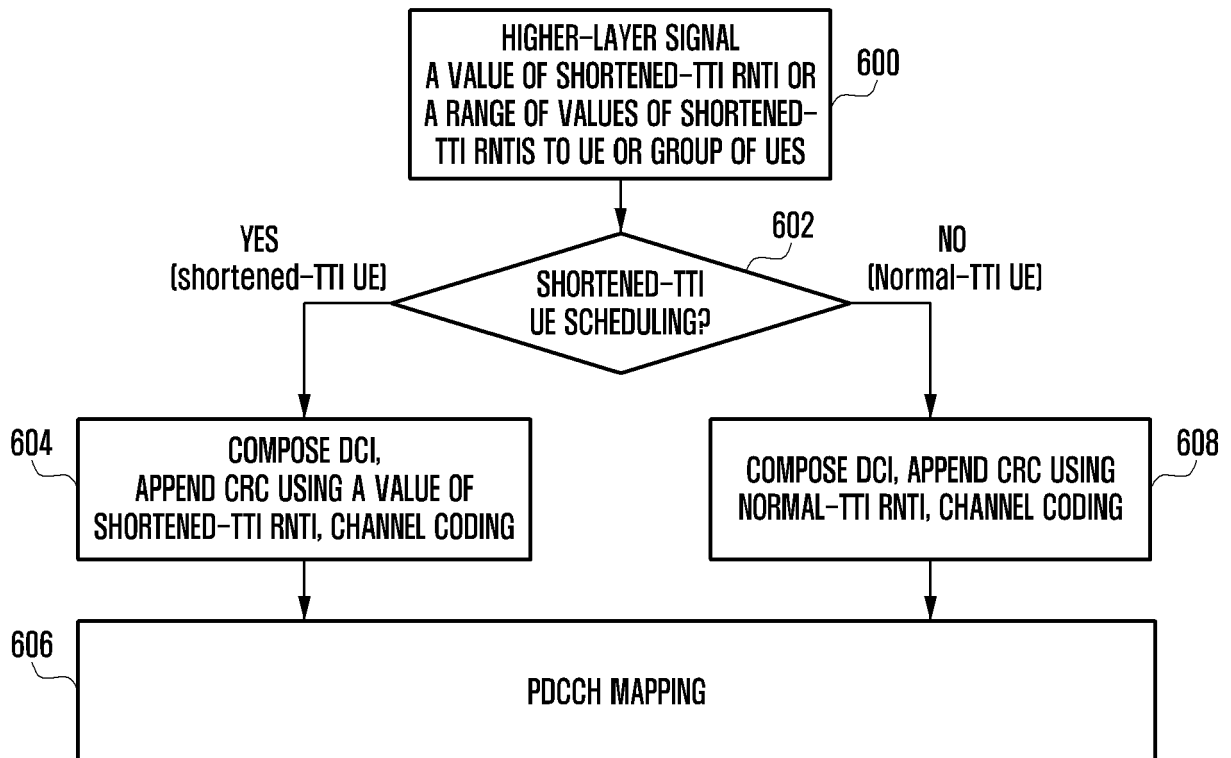 HIGHER-LAYER SIGNAL
A VALUE OF SHORTENED-TTI RNTI OR
A RANGE OF VALUES OF SHORTENED-
TTI RNTIS TO UE OR GROUP OF UES
600
602
YES
(shortened-TTI UE)
NO
(Normal-TTI UE)
SHORTENED-TTI
UE SCHEDULING?
604
COMPOSE DCI,
APPEND CRC USING A VALUE OF
SHORTENED-TTI RNTI, CHANNEL CODING
608
COMPOSE DCI, APPEND CRC USING
NORMAL-TTI RNTI, CHANNEL CODING
606
PDCCH MAPPING